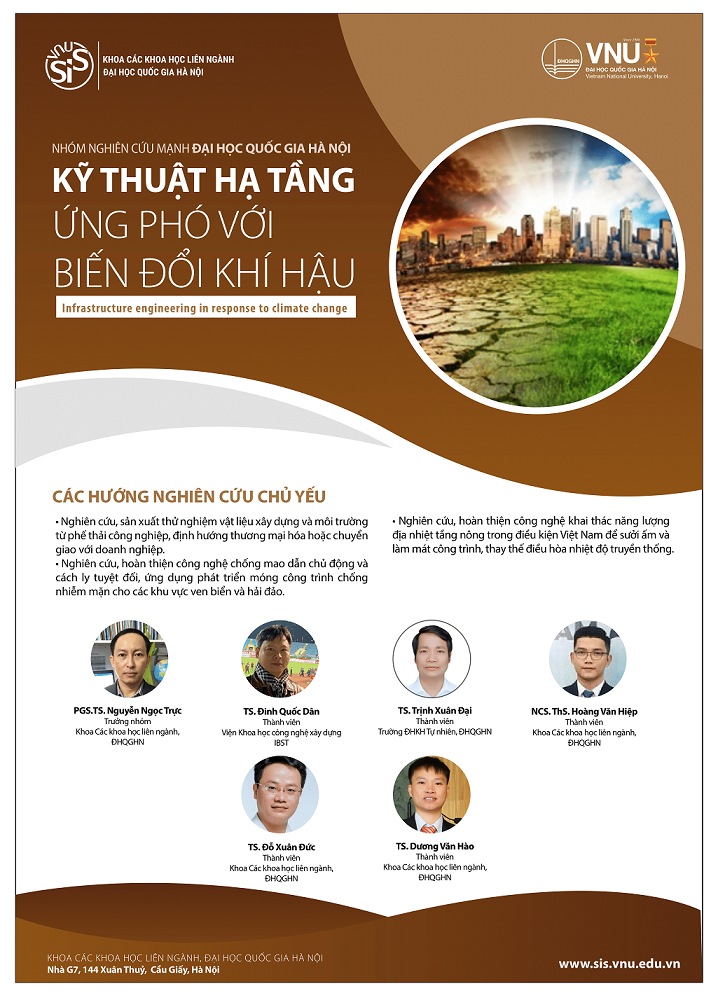 VNU
SiS
KHOA CÁC KHOA HỌC LIÊN NGÀNH
ĐẠI HỌC QUỐC GIA HÀ NỘI
ĐHQGHN
Since 1906
VNU
ĐẠI HỌC QUỐC GIA HÀ NỘI
Vietnam National University, Hanoi
NHÓM NGHIÊN CỨU MẠNH ĐẠI HỌC QUỐC GIA HÀ NỘI
KỸ THUẬT HẠ TẦNG
ỨNG PHÓ VỚI
BIẾN ĐỔI KHÍ HẬU
Infrastructure engineering in response to climate change
CÁC HƯỚNG NGHIÊN CỨU CHỦ YẾU
• Nghiên cứu, sản xuất thử nghiệm vật liệu xây dựng và môi trường
từ phế thải công nghiệp, định hướng thương mại hóa hoặc chuyển
giao với doanh nghiệp.
• Nghiên cứu, hoàn thiện công nghệ chống mao dẫn chủ động và
cách ly tuyệt đối, ứng dụng phát triển móng công trình chống
nhiễm mặn cho các khu vực ven biển và hải đảo.
• Nghiên cứu, hoàn thiện công nghệ khai thác năng lượng
địa nhiệt tầng nông trong điều kiện Việt Nam để sưởi ấm và
làm mát công trình, thay thế điều hòa nhiệt độ truyền thống.
PGS.TS. Nguyễn Ngọc Trực
Trưởng nhóm
Khoa Các khoa học liên ngành,
ĐHQGHN
TS. Đinh Quốc Dân
Thành viên
Viện Khoa học công nghệ xây dựng
IBST
TS. Trịnh Xuân Đại
Thành viên
Trường ĐHKH Tự nhiên, ĐHQGHN
NCS. ThS. Hoàng Văn Hiệp
Thành viên
Khoa Các khoa học liên ngành,
ĐHQGHN
TS. Đỗ Xuân Đức
Thành viên
Khoa Các khoa học liên ngành,
ĐHQGHN
TS. Dương Văn Hào
Thành viên
Khoa Các khoa học liên ngành,
ĐHQGHN
KHOA CÁC KHOA HỌC LIÊN NGÀNH, ĐẠI HỌC QUỐC GIA HÀ NỘI
Nhà G7, 144 Xuân Thuỷ, Cầu Giấy, Hà Nội
www.sis.vnu.edu.vn